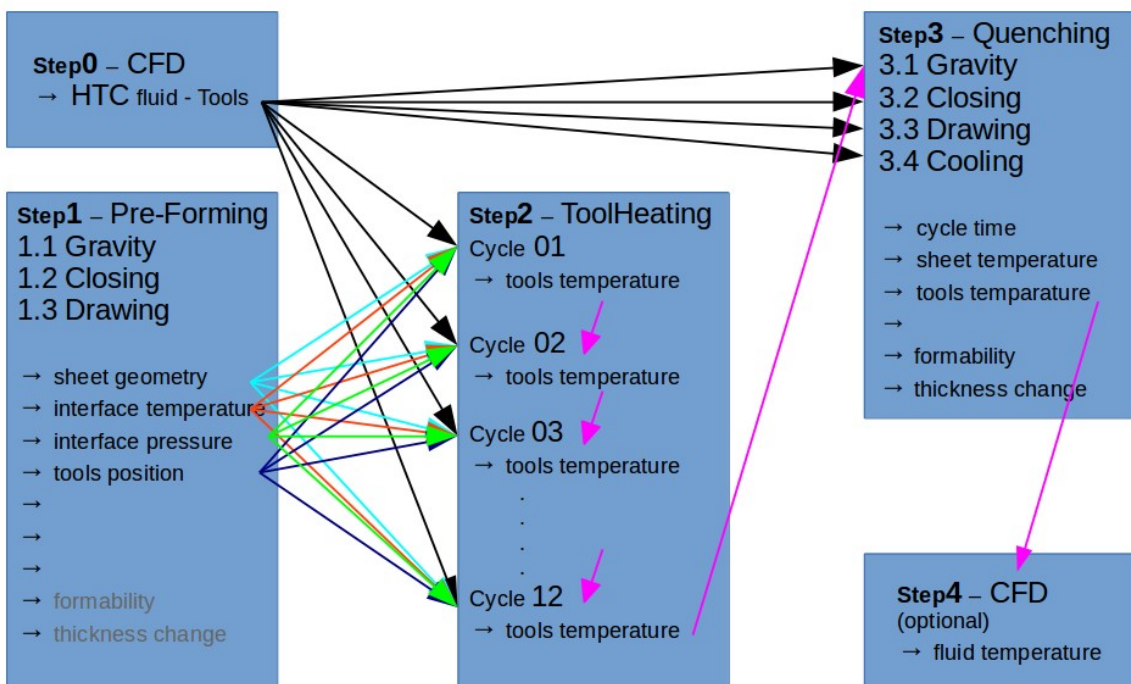 Step0 – CFD
→ HTC fluid - Tools
Step1 – Pre-Forming
1.1 Gravity
1.2 Closing
1.3 Drawing
→ sheet geometry
→ interface temperature
→ interface pressure
→ tools position
→
→
→
→ formability
→ thickness change
Step2 – ToolHeating
Cycle 01
→ tools temperature
Cycle 02
→ tools temperature
Cycle 03
→ tools temperature
.
.
.
.
Cycle 12
→ tools temperature
Step3 – Quenching
3.1 Gravity
3.2 Closing
3.3 Drawing
3.4 Cooling
→ cycle time
→ sheet temperature
→ tools temparature
→
→ formability
→ thickness change
Step4 – CFD
(optional)
→ fluid temperature